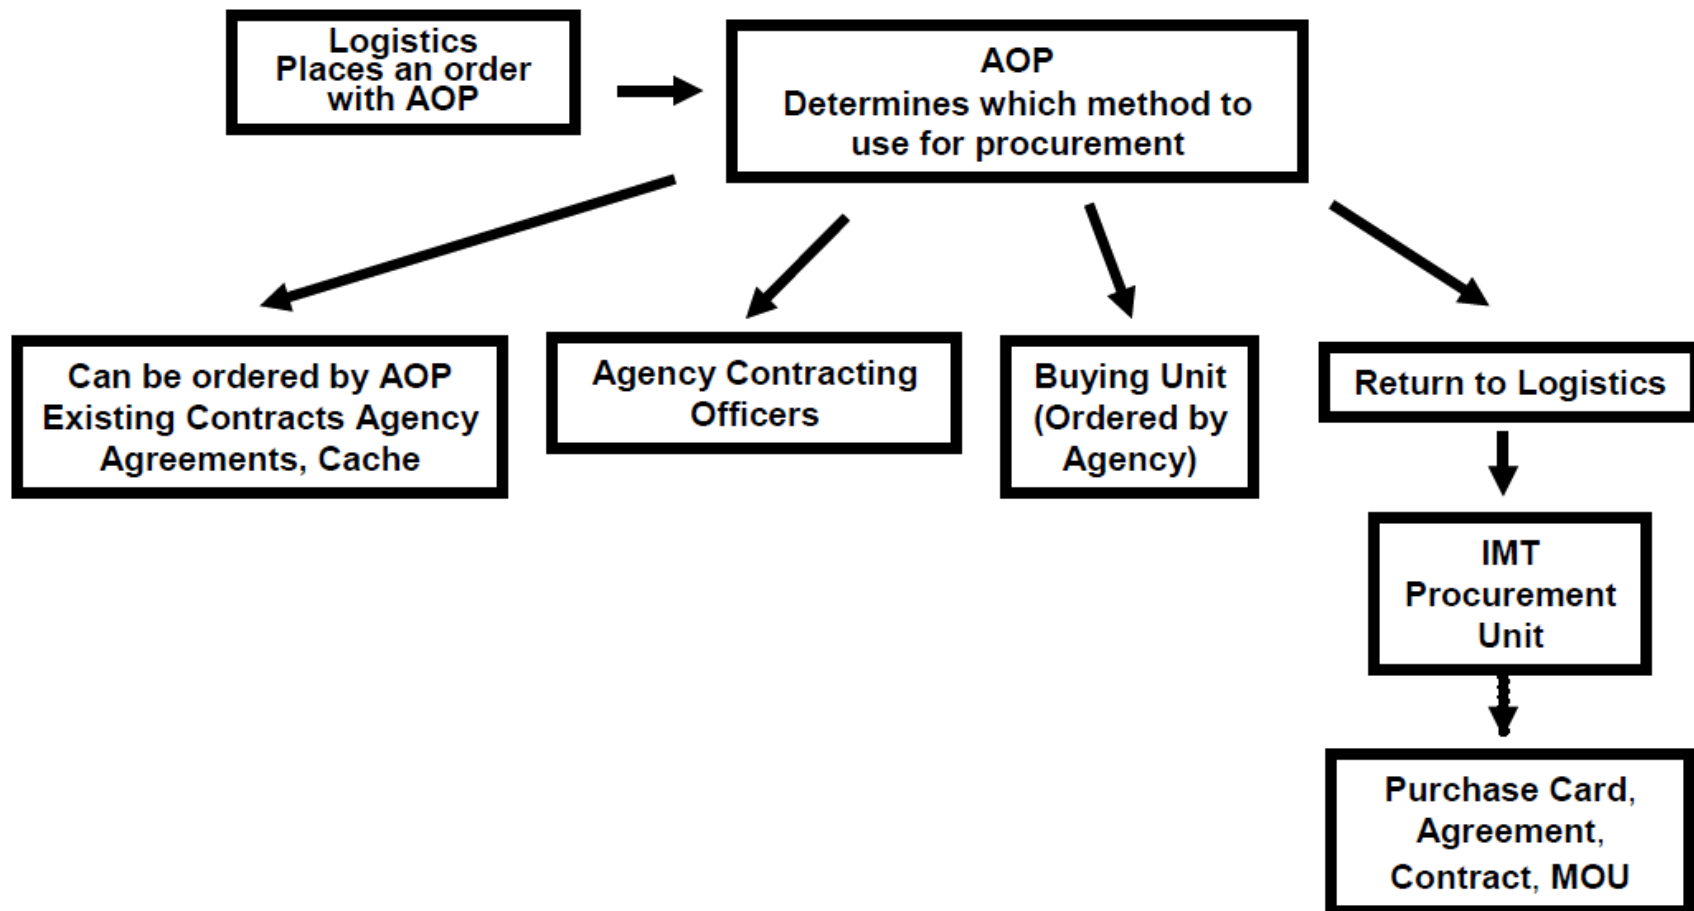 Logistics
Places an order
with AOP
AOP
Determines which method to
use for procurement
Can be ordered by AOP
Existing Contracts Agency
Agreements, Cache
Agency Contracting
Officers
Buying Unit
(Ordered by
Agency)
Return to Logistics
IMT
Procurement
Unit
Purchase Card,
Agreement,
Contract, MOU